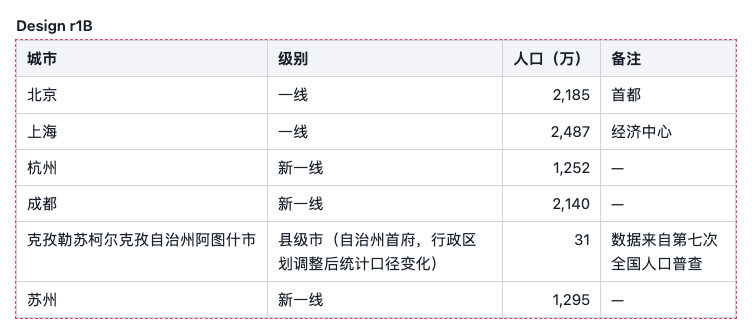 Design r1B
城市 级别 人口（万） 备注
北京 一线 2,185 首都
上海 一线 2,487 经济中心
杭州 新一线 1,252 —
成都 新一线 2,140 —
克孜勒苏柯尔克孜自治州阿图什市 县级市（自治州首府，行政区 31 数据来自第七次
划调整后统计口径变化） 全国人口普查
苏州 新一线 1,295 —